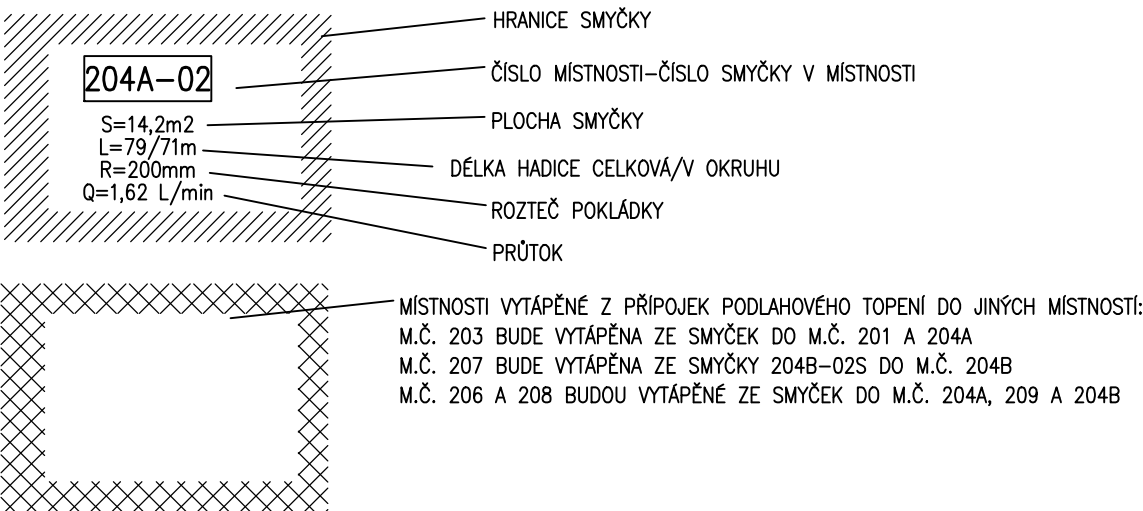 HRANICE SMYČKY
204A-02
ČÍSLO MÍSTNOSTI-ČÍSLO SMYČKY V MÍSTNOSTI
S=14,2m2
PLOCHA SMYČKY
L=79/71m
DÉLKA HADICE CELKOVÁ/V OKRUHU
R=200mm
ROZTEČ POKLÁDKY
Q=1,62 L/min
PRŮTOK
MÍSTNOSTI VYTÁPĚNÉ Z PŘÍPOJEK PODLAHOVÉHO TOPENÍ DO JINÝCH MÍSTNOSTÍ:
M.Č. 203 BUDE VYTÁPĚNA ZE SMYČEK DO M.Č. 201 A 204A
M.Č. 207 BUDE VYTÁPĚNA ZE SMYČKY 204B-02S DO M.Č. 204B
M.Č. 206 A 208 BUDOU VYTÁPĚNÉ ZE SMYČEK DO M.Č. 204A, 209 A 204B